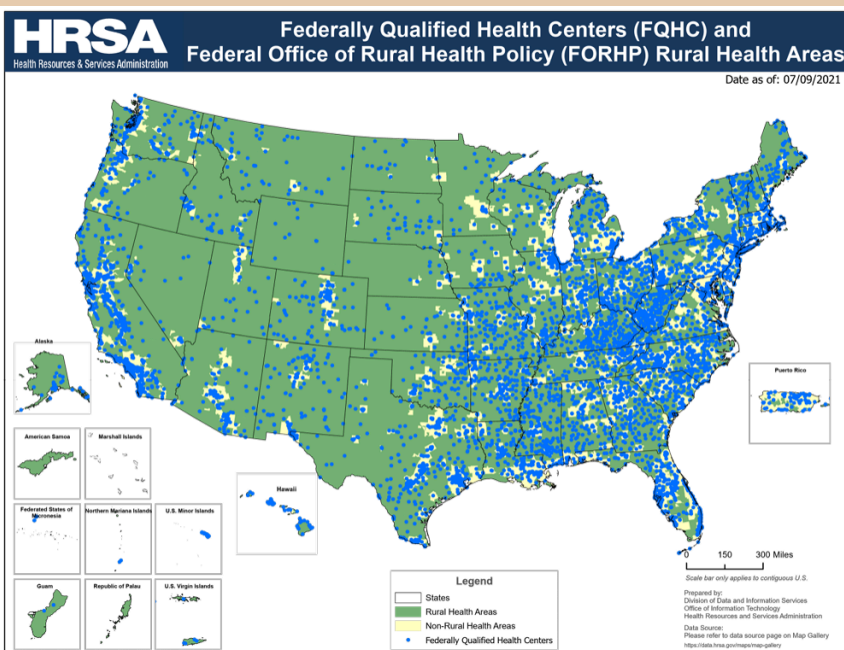 HRSA
Health Resources & Services Administration
Federally Qualified Health Centers (FQHC) and
Federal Office of Rural Health Policy (FORHP) Rural Health Areas
Date as of: 07/09/2021
Alaska
American Samoa
Marshall Islands
Federated States of
Micronesia
Northern Mariana Islands
U.S. Minor Islands
Guam
Republic of Palau
U.S. Virgin Islands
Hawaii
Puerto Rico
0 150 300 Miles
Scale bar only applies to contiguous U.S.
Legend
States
Rural Health Areas
Non-Rural Health Areas
Federally Qualified Health Centers
Prepared by:
Division of Data and Information Services
Office of Information Technology
Health Resources and Services Administration
Data Source:
Please refer to data source page on Map Gallery
https://data.hrsa.gov/maps/map-gallery